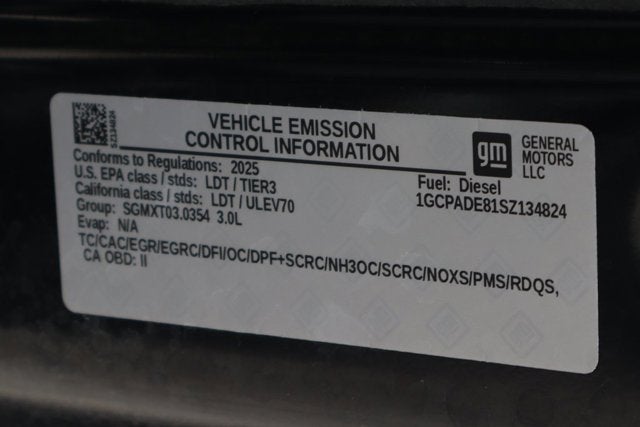 SZ134824
VEHICLE EMISSION
CONTROL INFORMATION
gm
GENERAL
MOTORS
LLC
Conforms to Regulations: 2025
U.S. EPA class / stds: LDT / TIER3
California class / stds: LDT / ULEV70
Group: SGMXT03.0354 3.0L
Evap: N/A
Fuel: Diesel
1GCPADE81SZ134824
TC/CAC/EGR/EGRC/DFI/OC/DPF+SCRC/NH3OC/SCRC/NOXS/PMS/RDQS,
CA OBD: II